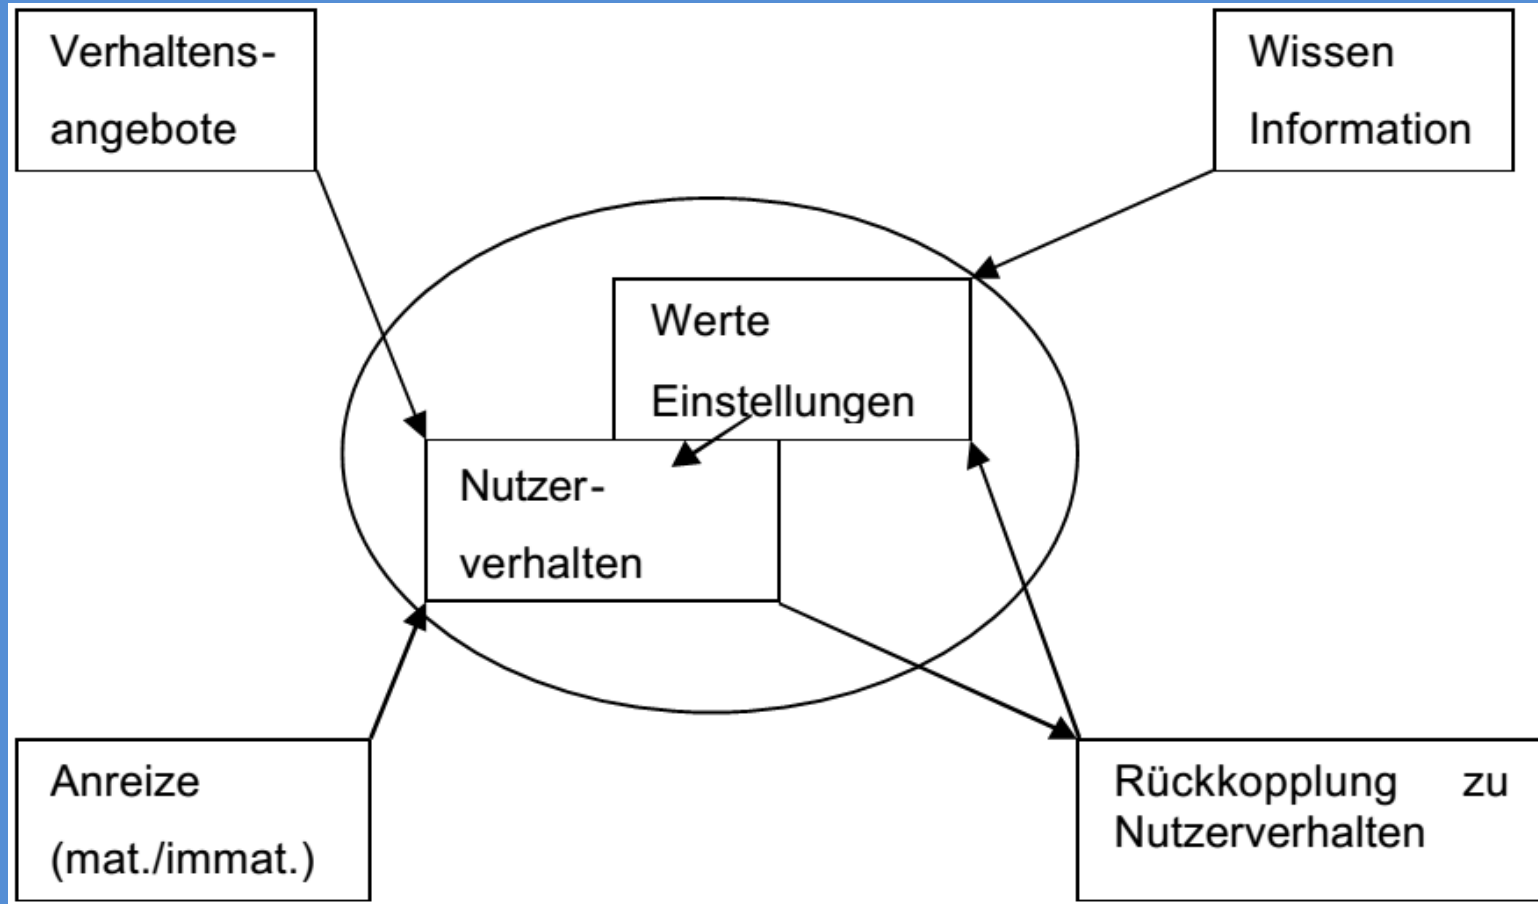 Verhaltens-
angebote
Wissen
Information
Werte
Einstellungen
Nutzer-
verhalten
Anreize
(mat./immat.)
Rückkopplung zu
Nutzerverhalten